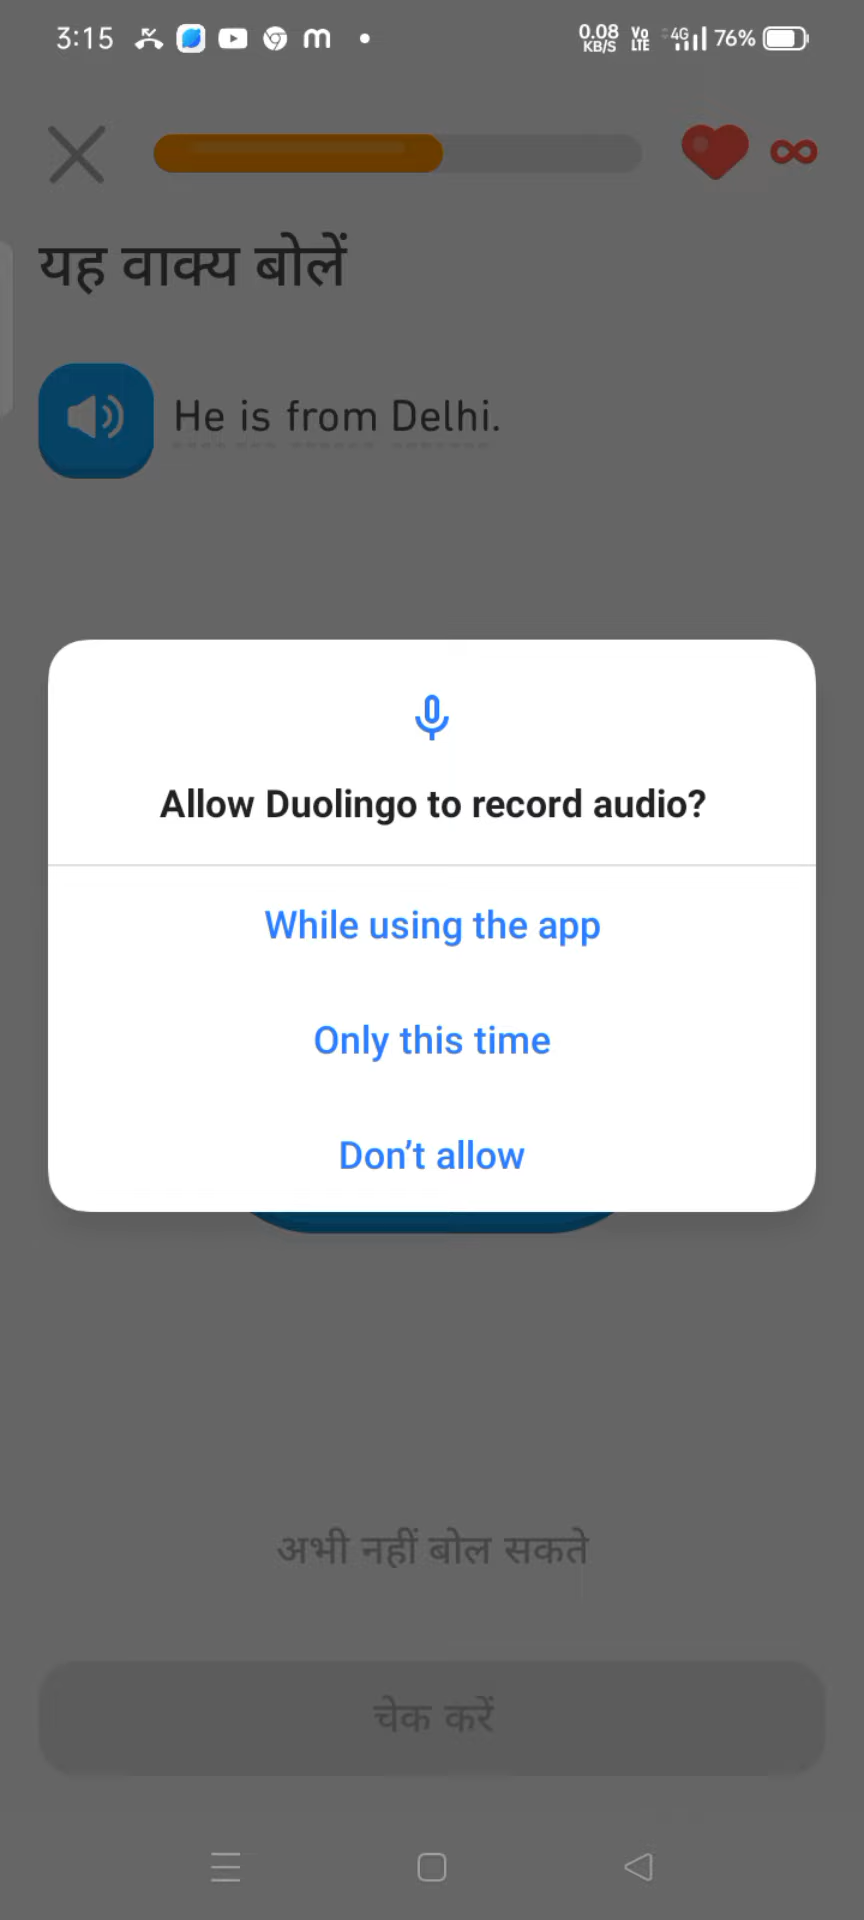 3:15 0.08 KB/S Vo LTE 4G 76%
यह वाक्य बोलें
He is from Delhi.
Allow Duolingo to record audio?
While using the app
Only this time
Don’t allow
अभी नहीं बोल सकते
चेक करें